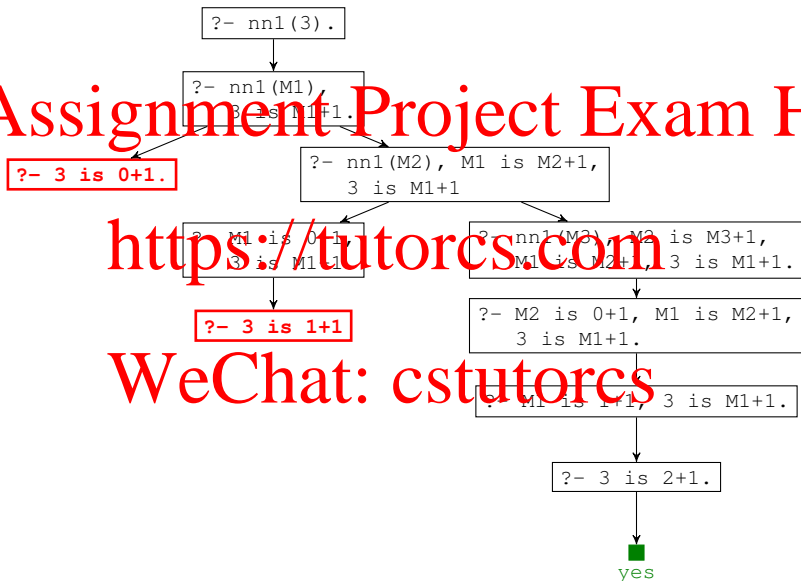 ?- nn1(3).
?- nn1(M1),
3 is M1+1.
Assignment Project Exam H
?- 3 is 0+1.
?- nn1(M2), M1 is M2+1,
3 is M1+1
?- M1 is 0+1,
3 is M1+1
?- nn1(M3), M2 is M3+1,
M1 is M2+1, 3 is M1+1.
https://tutorcs.com
?- 3 is 1+1
?- M2 is 0+1, M1 is M2+1,
3 is M1+1.
WeChat: cstutorcs
?- M1 is 1+1, 3 is M1+1.
?- 3 is 2+1.
yes